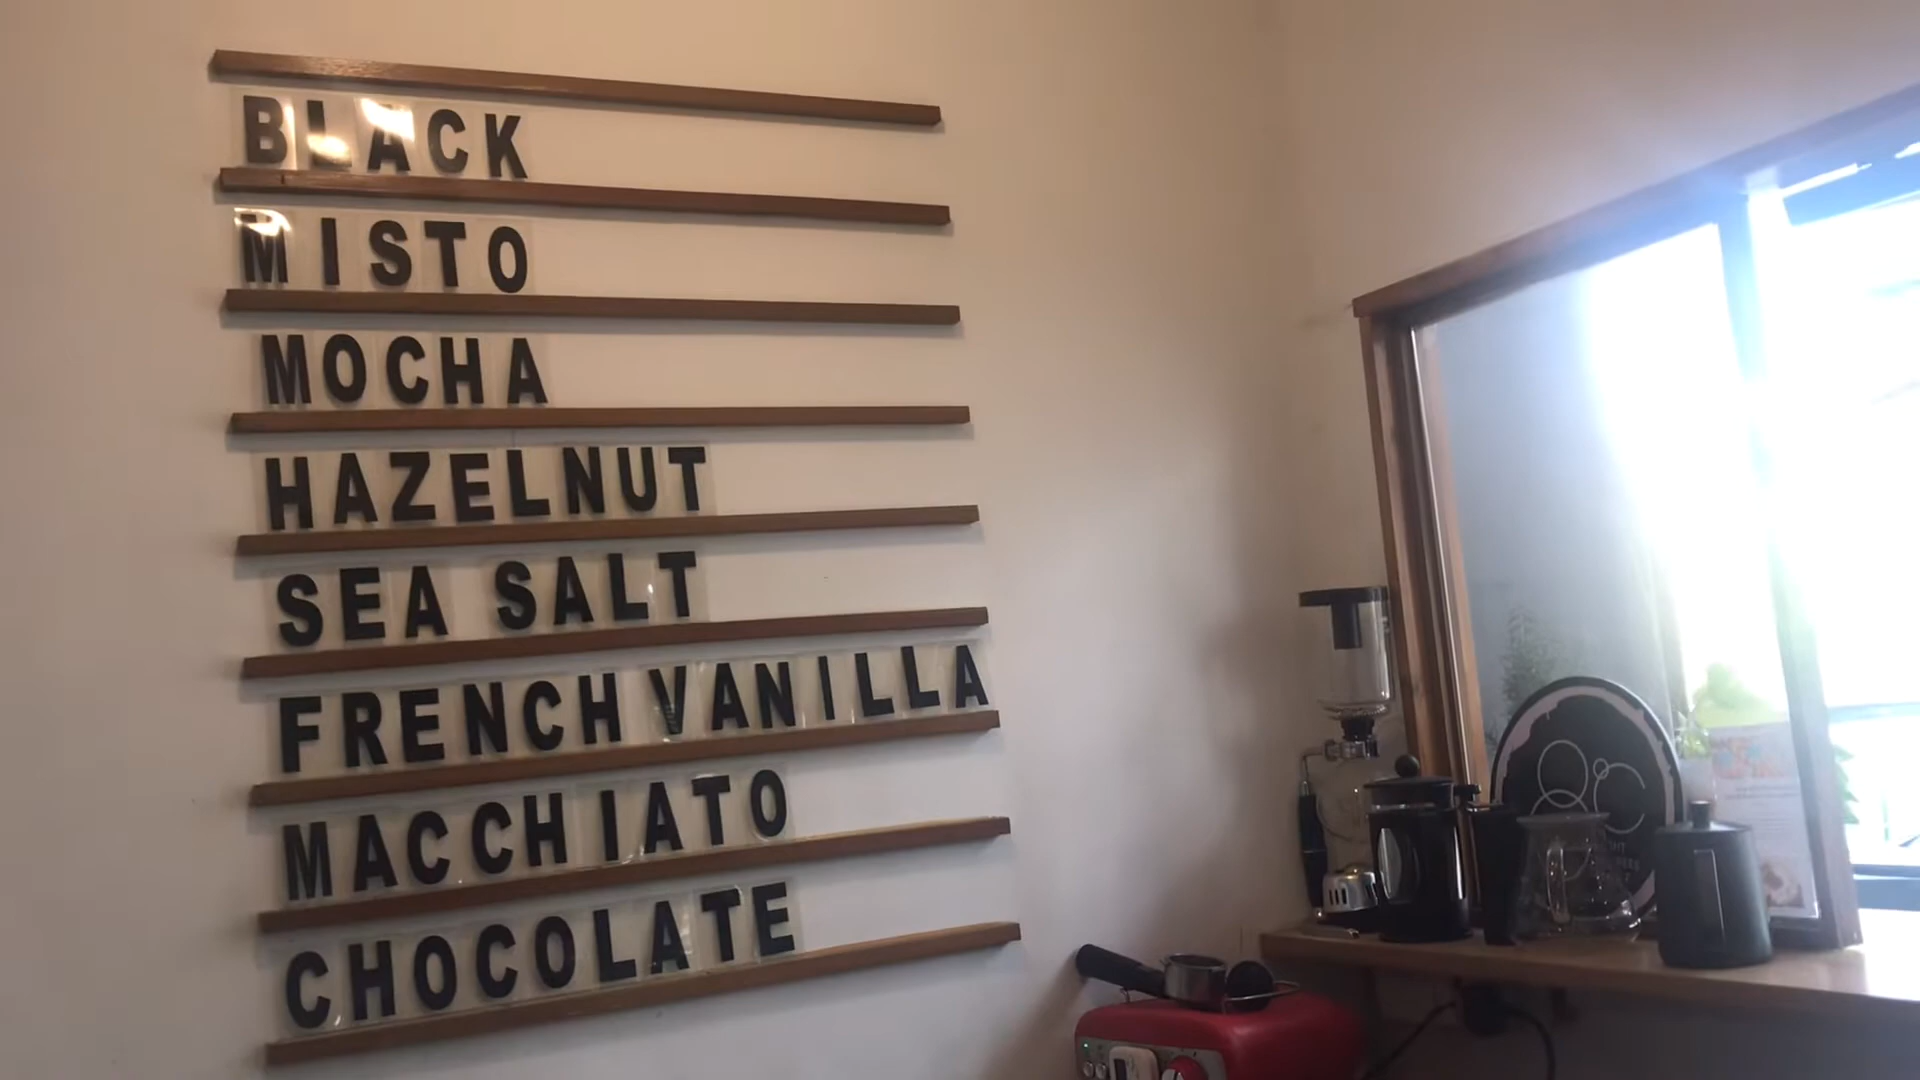 BLACK
MISTO
MOCHA
HAZELNUT
SEA SALT
FRENCH VANILLA
MACCHIATO
CHOCOLATE